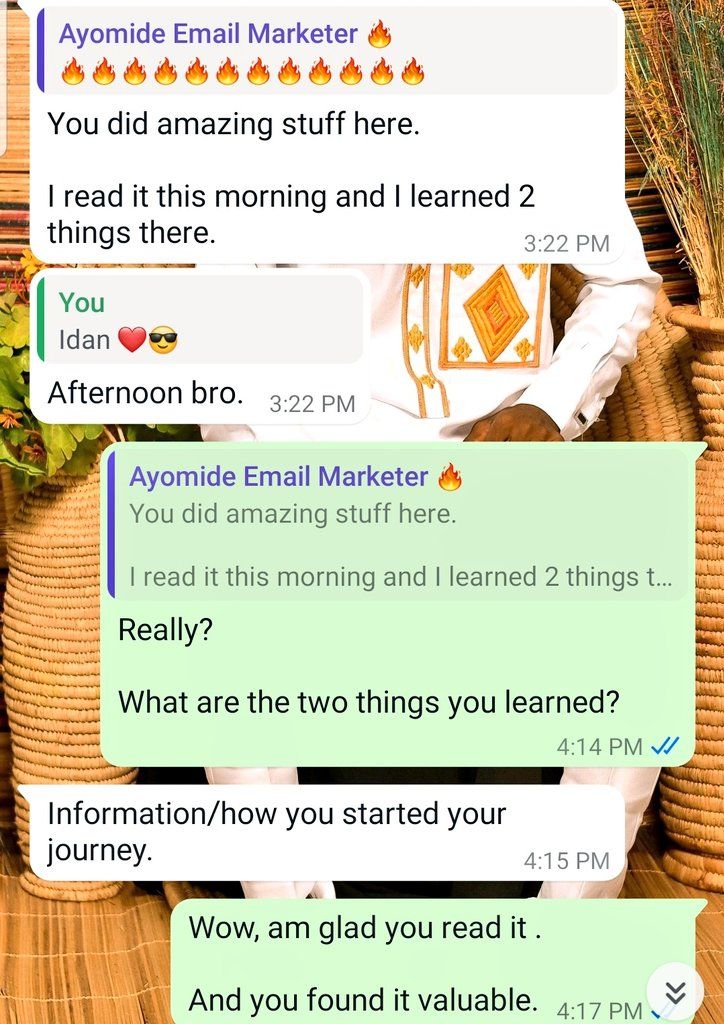 Ayomide Email Marketer 🔥
🔥🔥🔥🔥🔥🔥🔥🔥🔥🔥🔥🔥
You did amazing stuff here.
I read it this morning and I learned 2
things there.
3:22 PM
You
Idan ❤️😎
Afternoon bro.
3:22 PM
Ayomide Email Marketer 🔥
You did amazing stuff here.
I read it this morning and I learned 2 things t...
Really?
What are the two things you learned?
4:14 PM
Information/how you started your
journey.
4:15 PM
Wow, am glad you read it .
And you found it valuable.
4:17 PM